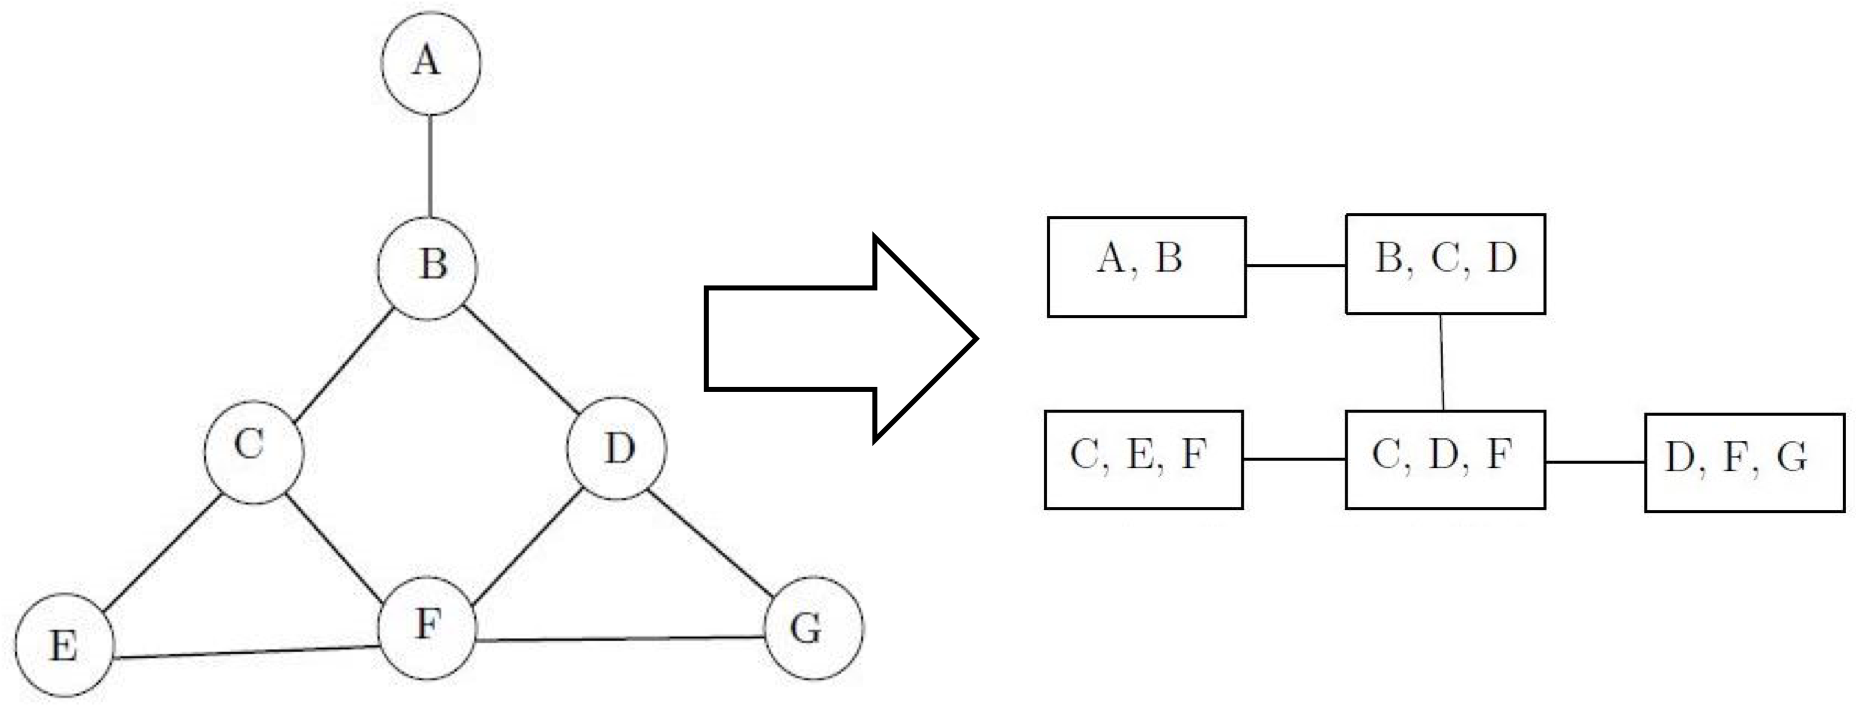 A
B
C
D
E
F
G
A, B
B, C, D
C, E, F
C, D, F
D, F, G